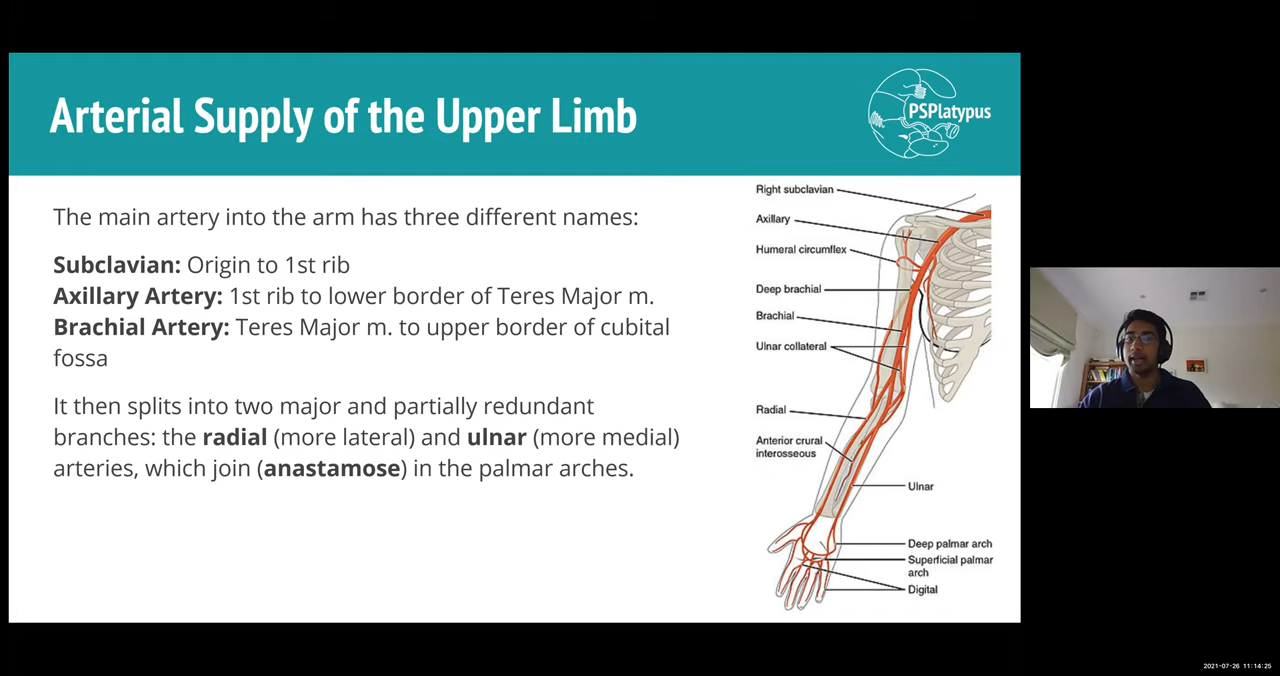 Arterial Supply of the Upper Limb
PSPlatypus
The main artery into the arm has three different names:
Subclavian: Origin to 1st rib
Axillary Artery: 1st rib to lower border of Teres Major m.
Brachial Artery: Teres Major m. to upper border of cubital
fossa
It then splits into two major and partially redundant
branches: the radial (more lateral) and ulnar (more medial)
arteries, which join (anastamose) in the palmar arches.
Right subclavian
Axillary
Humeral circumflex
Deep brachial
Brachial
Ulnar collateral
Radial
Anterior crural
interosseous
Ulnar
Deep palmar arch
Superficial palmar
arch
Digital
2021-07-26 11:14:25